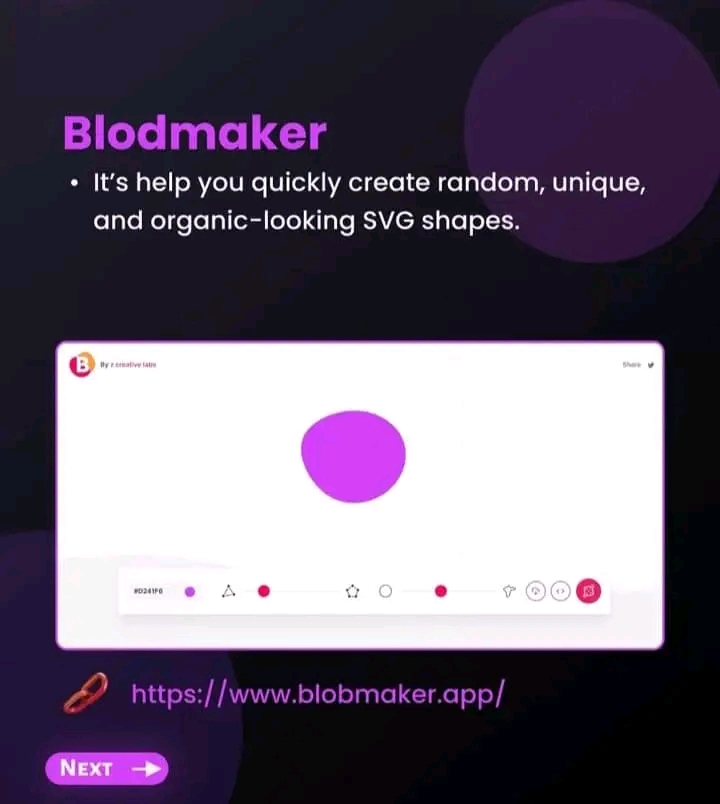 Blodmaker
• It's help you quickly create random, unique,
and organic-looking SVG shapes.
B By z creative labs
Share
#D241F6
https://www.blobmaker.app/
NEXT